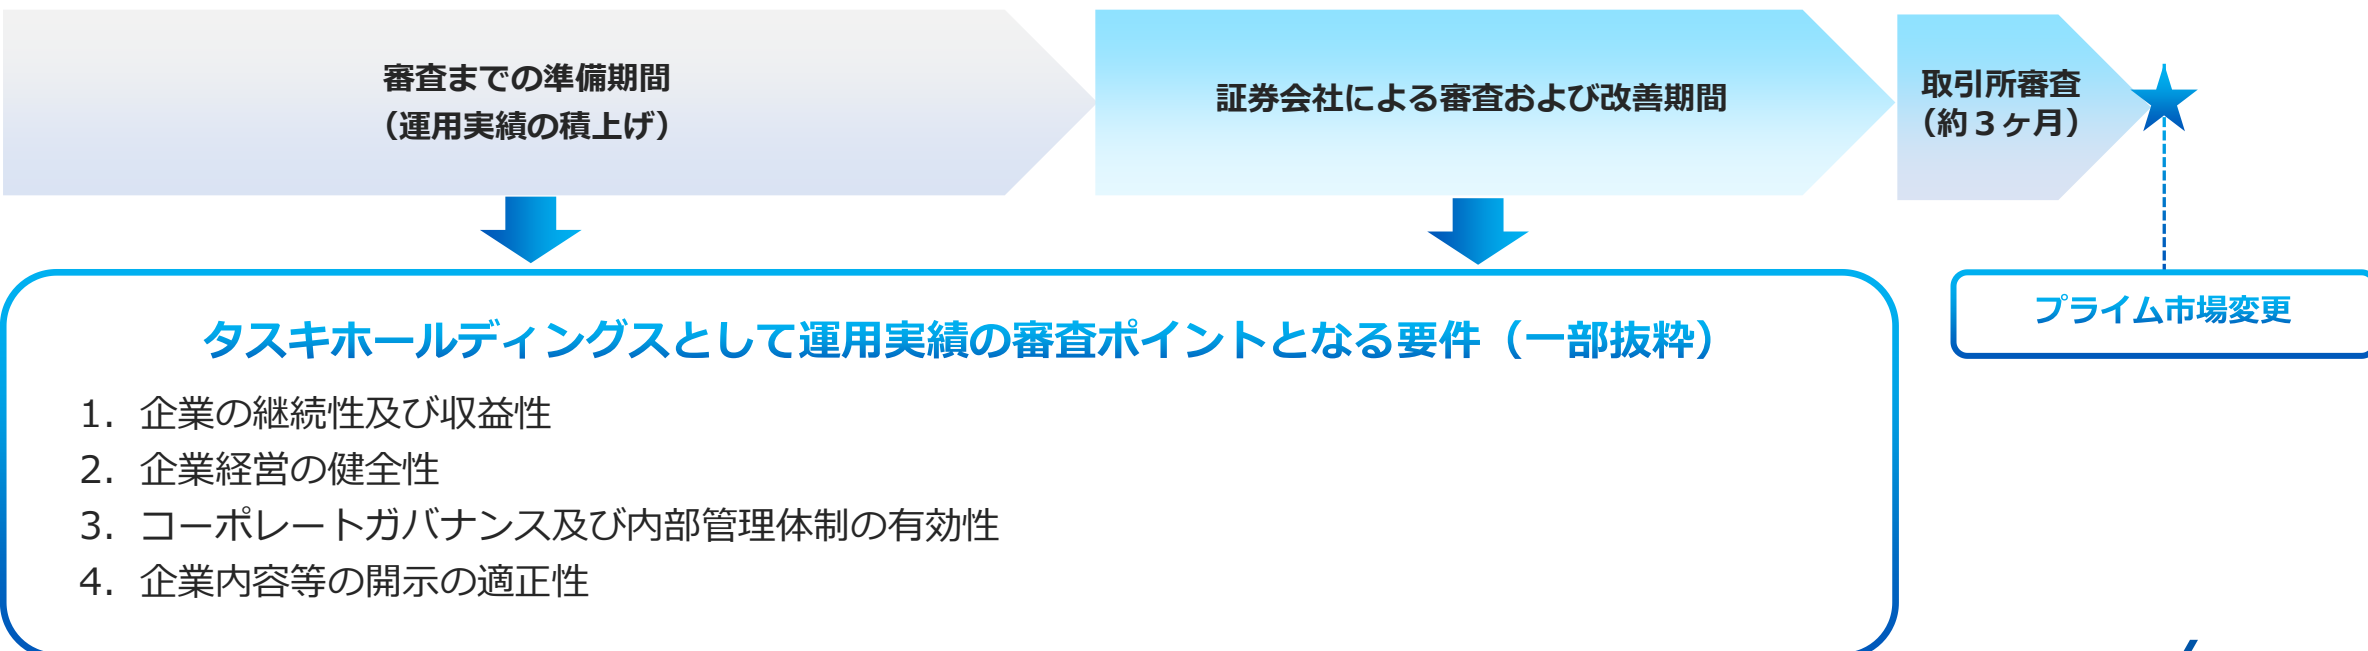 審査までの準備期間
（運用実績の積上げ）
証券会社による審査および改善期間
取引所審査
（約３ヶ月）
プライム市場変更
タスキホールディングスとして運用実績の審査ポイントとなる要件（一部抜粋）
1. 企業の継続性及び収益性
2. 企業経営の健全性
3. コーポレートガバナンス及び内部管理体制の有効性
4. 企業内容等の開示の適正性